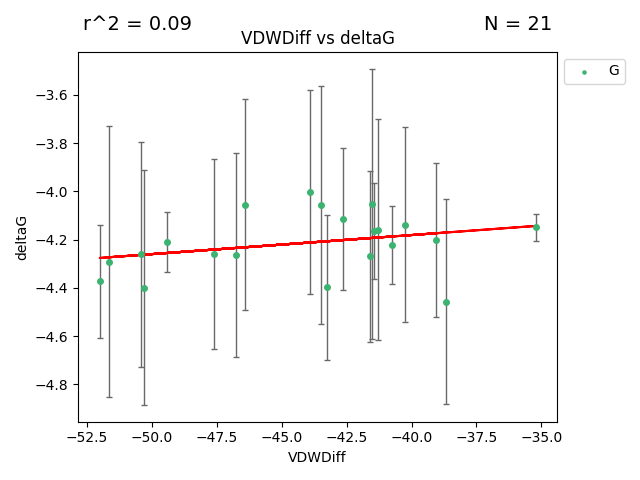 r^2 = 0.09
N = 21
VDWDiff vs deltaG
G
−3.6
−3.8
−4.0
−4.2
−4.4
−4.6
−4.8
deltaG
−52.5
−50.0
−47.5
−45.0
−42.5
−40.0
−37.5
−35.0
VDWDiff